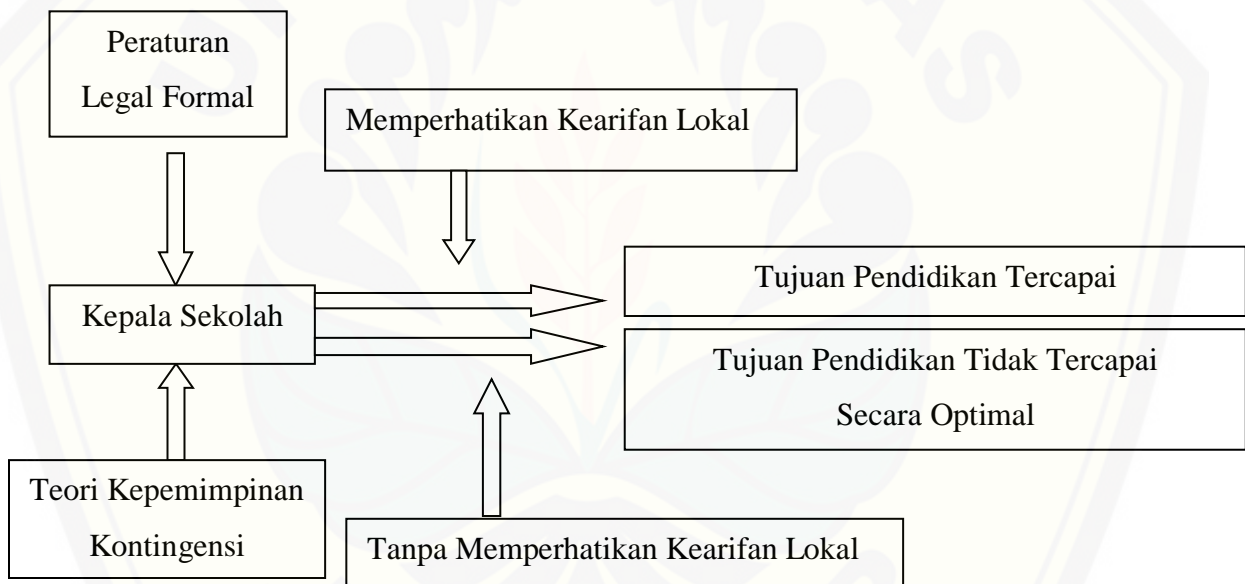 Peraturan
Legal Formal
Memperhatikan Kearifan Lokal
Tujuan Pendidikan Tercapai
Kepala Sekolah
Tujuan Pendidikan Tidak Tercapai
Secara Optimal
Teori Kepemimpinan
Kontingensi
Tanpa Memperhatikan Kearifan Lokal